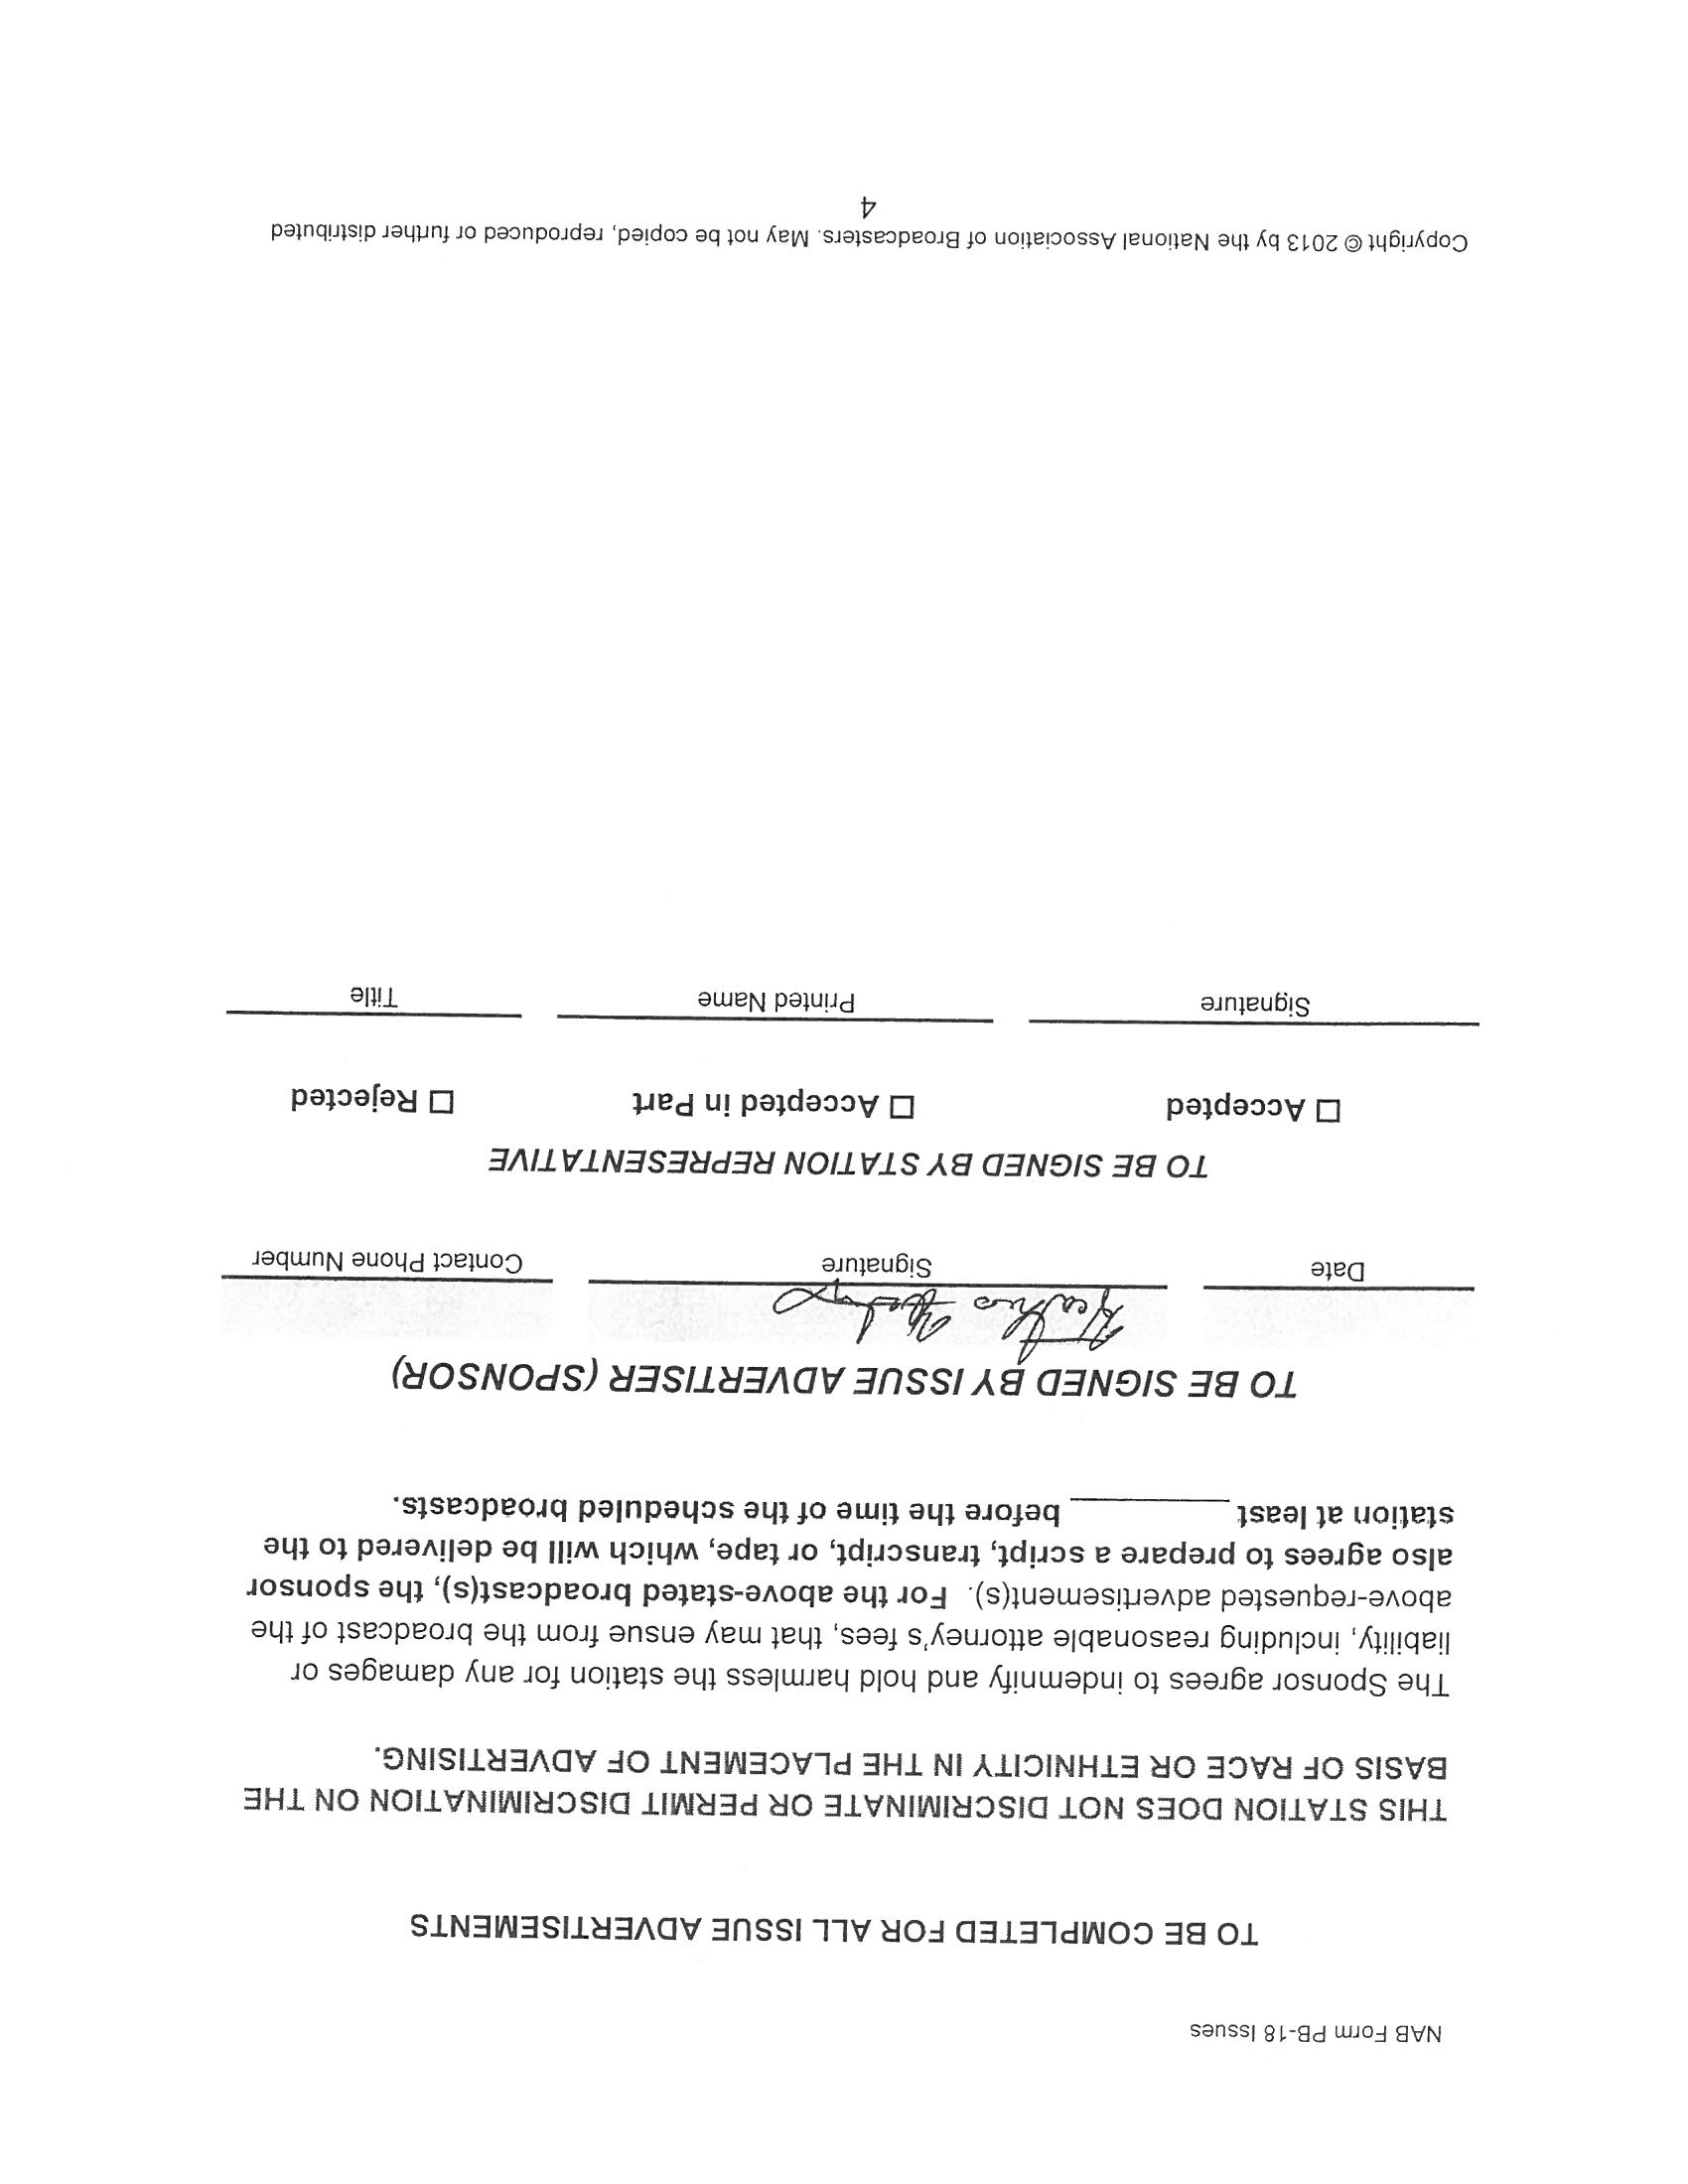 NAB Form PB-18 Issues
TO BE COMPLETED FOR ALL ISSUE ADVERTISEMENTS
THIS STATION DOES NOT DISCRIMINATE OR PERMIT DISCRIMINATION ON THE
BASIS OF RACE OR ETHNICITY IN THE PLACEMENT OF ADVERTISING.
The Sponsor agrees to indemnify and hold harmless the station for any damages or
liability, including reasonable attorney's fees, that may ensue from the broadcast of the
above-requested advertisement(s). For the above-stated broadcast(s), the sponsor
also agrees to prepare a script, transcript, or tape, which will be delivered to the
station at least ________ before the time of the scheduled broadcasts.
TO BE SIGNED BY ISSUE ADVERTISER (SPONSOR)
Date Signature Contact Phone Number
TO BE SIGNED BY STATION REPRESENTATIVE
☐ Accepted ☐ Accepted in Part ☐ Rejected
Signature Printed Name Title
Copyright © 2013 by the National Association of Broadcasters. May not be copied, reproduced or further distributed
4